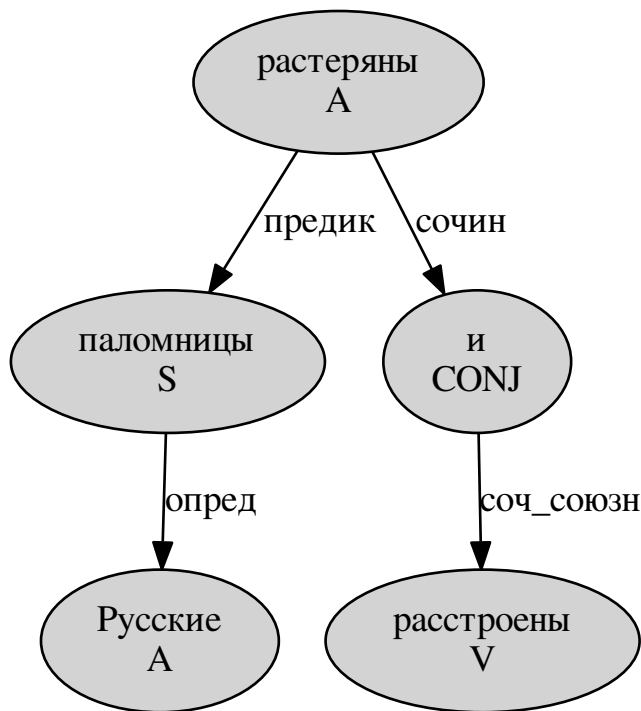 растеряны
A
предик
сочин
паломницы
S
и
CONJ
опред
соч_союзн
Русские
A
расстроены
V